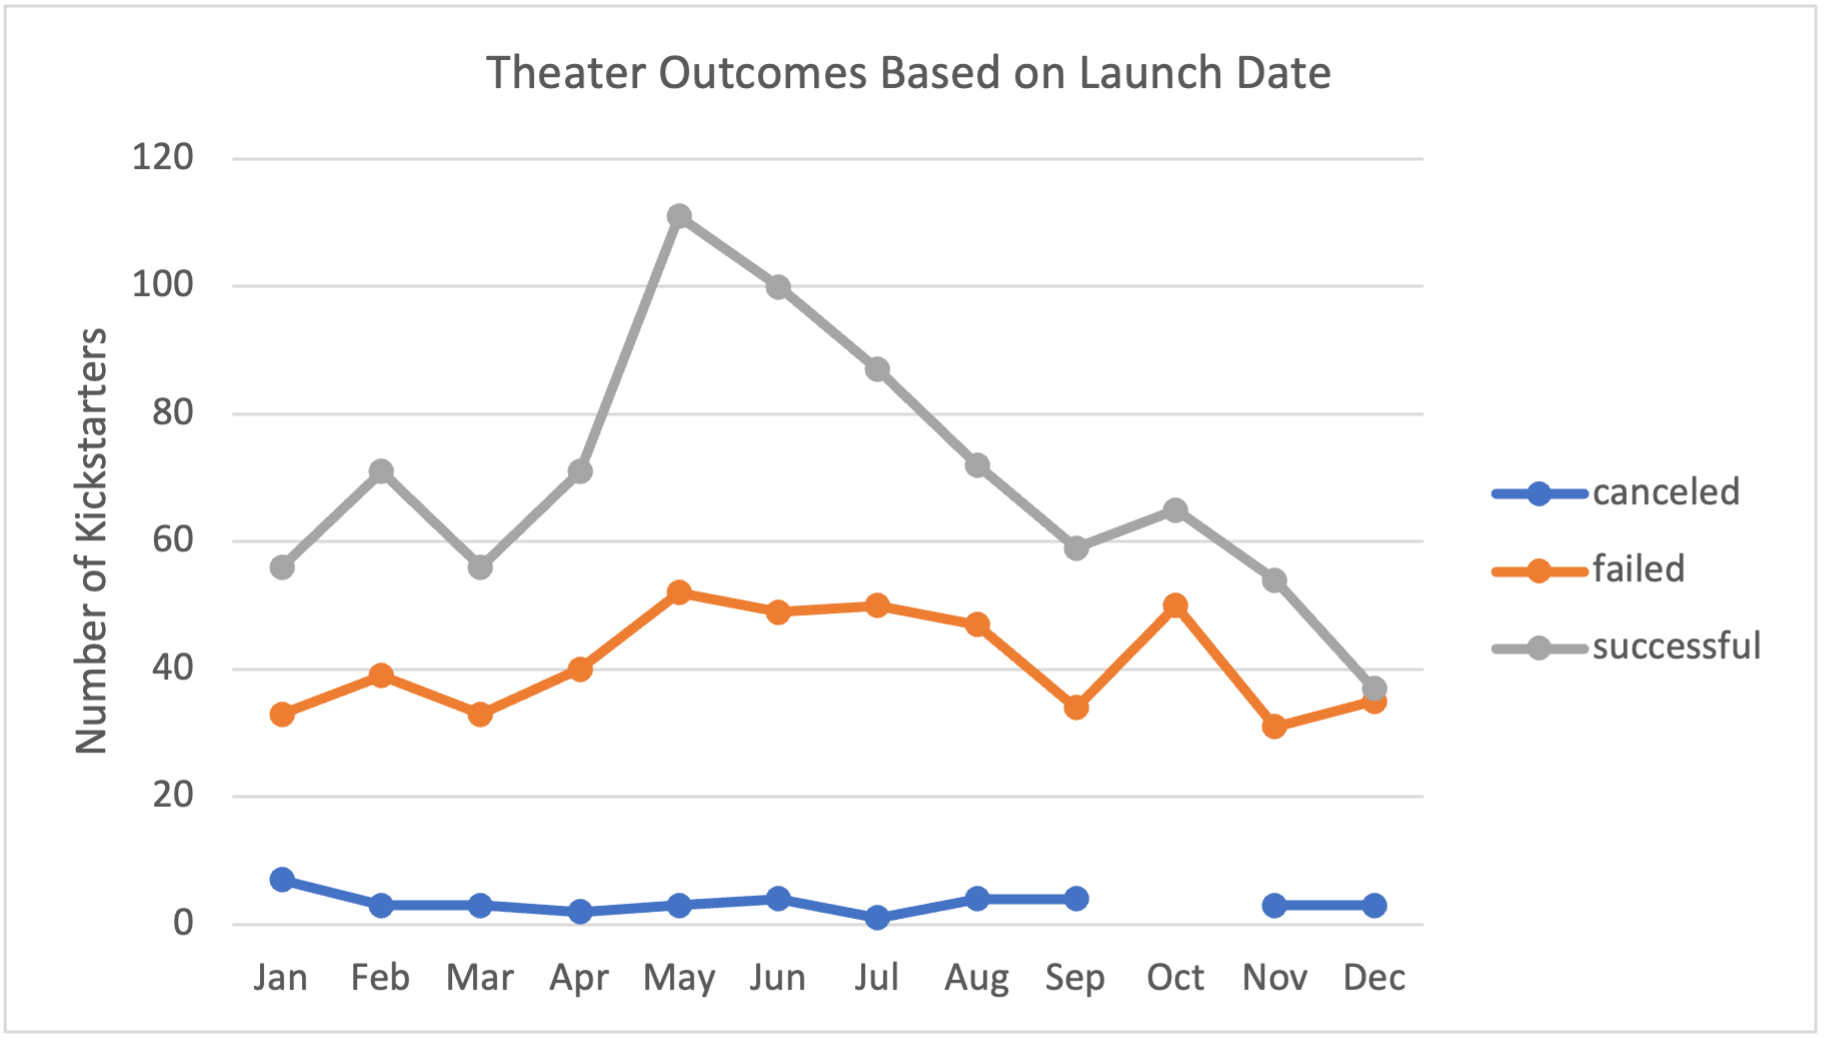 Theater Outcomes Based on Launch Date
Number of Kickstarters
120
100
80
60
40
20
0
Jan Feb Mar Apr May Jun Jul Aug Sep Oct Nov Dec
canceled
failed
successful